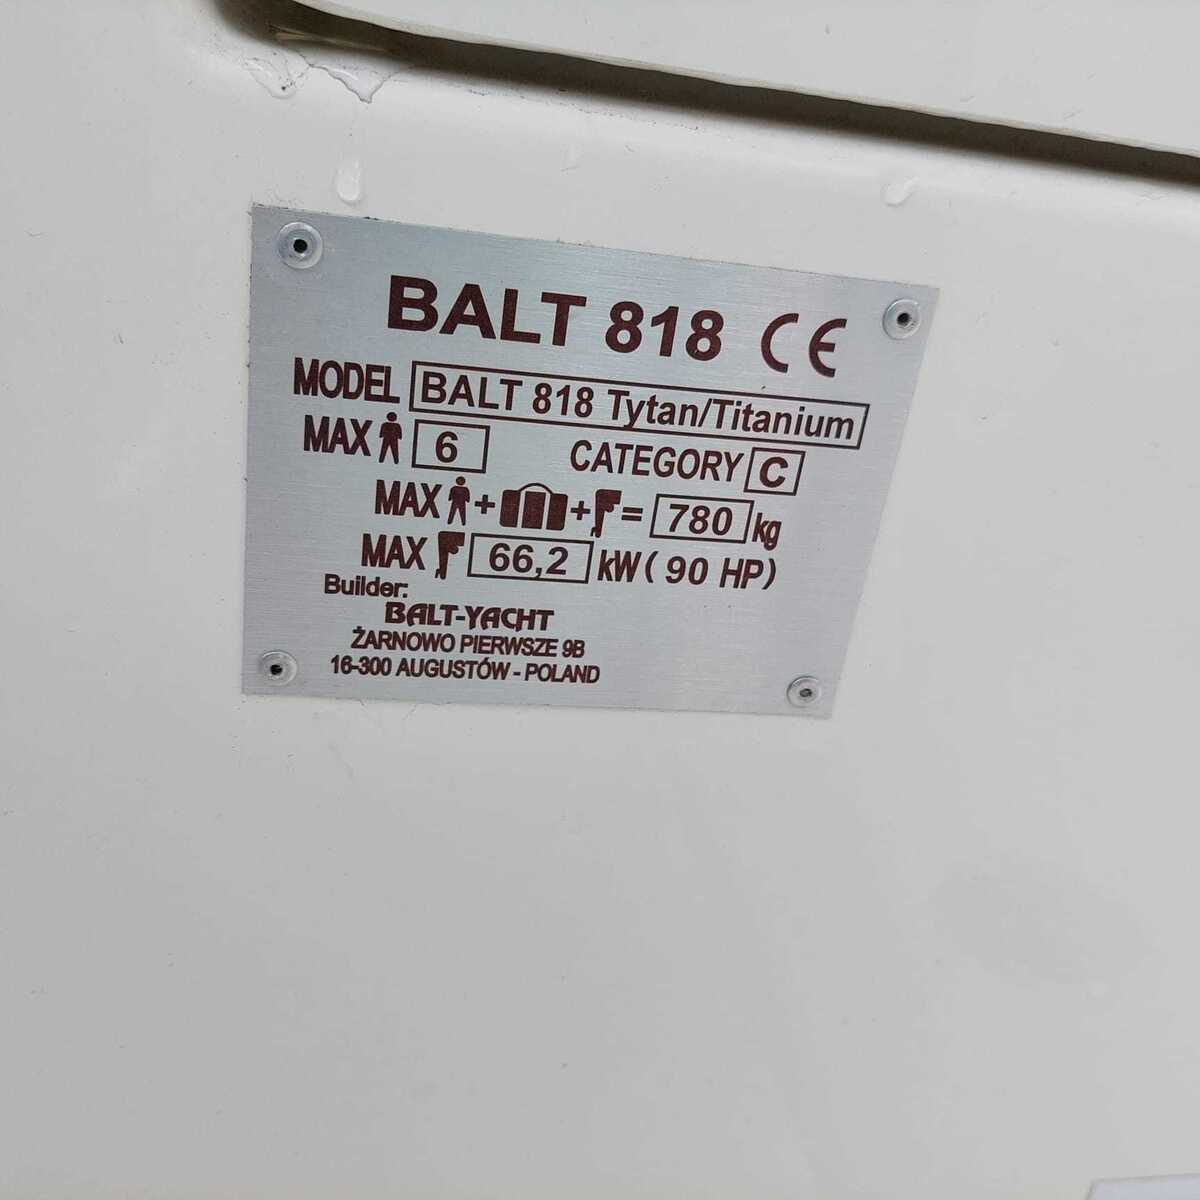 BALT 818 CE
MODEL BALT 818 Tytan/Titanium
MAX 6 CATEGORY C
MAX + + = 780 kg
MAX 66,2 kW ( 90 HP)
Builder:
BALT-YACHT
ŻARNOWO PIERWSZE 9B
16-300 AUGUSTÓW - POLAND